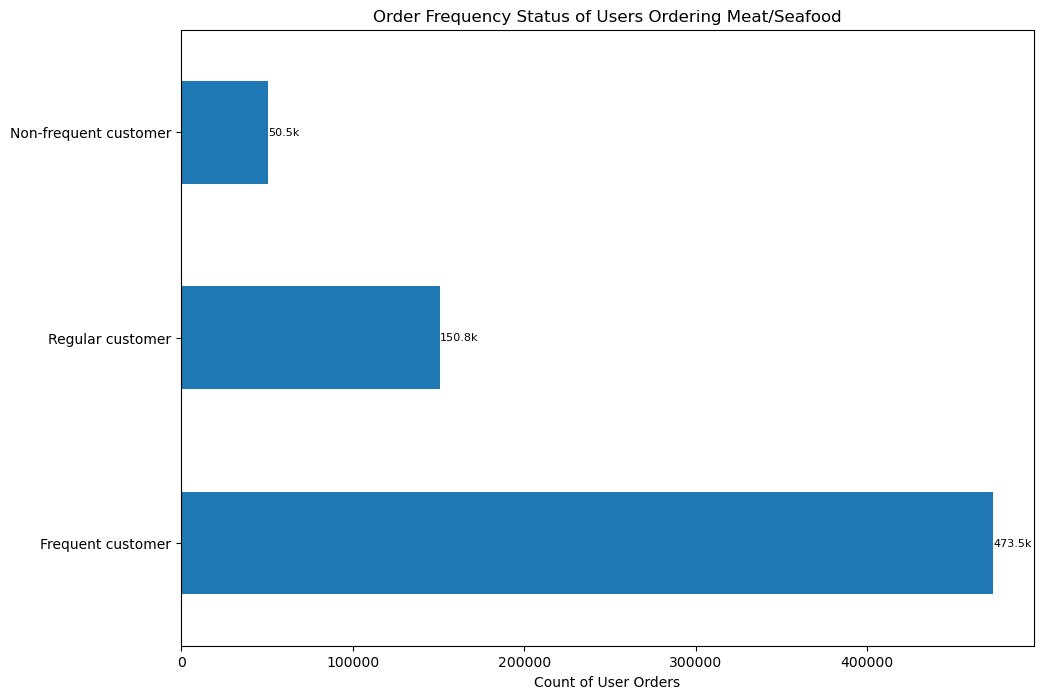 Order Frequency Status of Users Ordering Meat/Seafood
Non-frequent customer
50.5k
Regular customer
150.8k
Frequent customer
473.5k
0
100000
200000
300000
400000
Count of User Orders